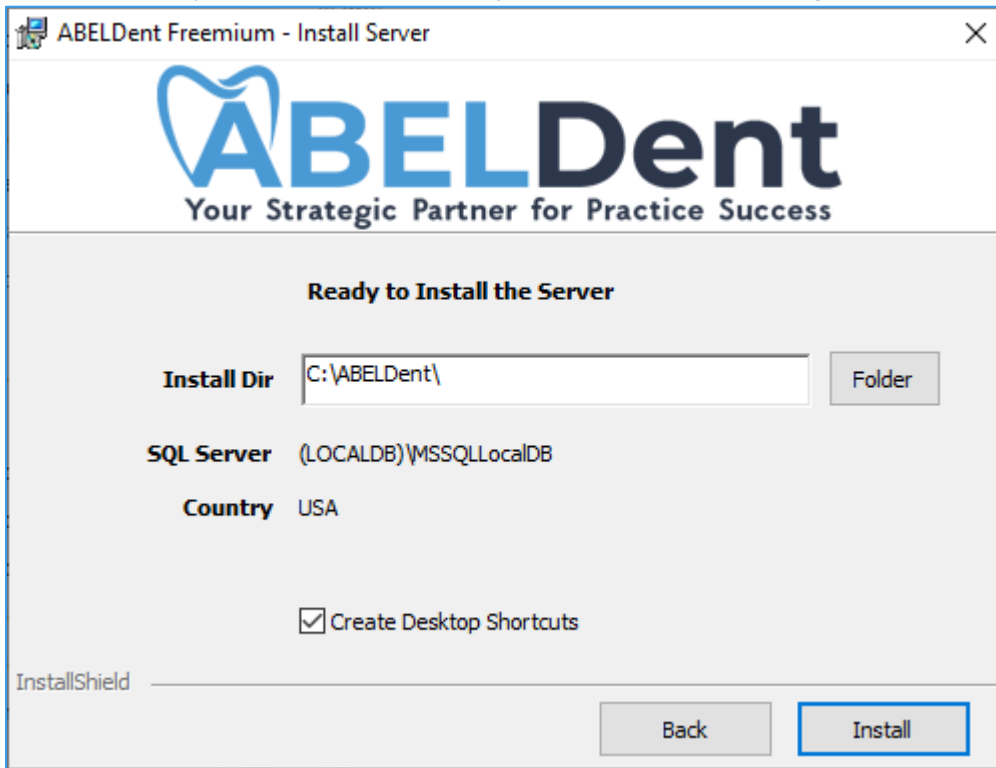 ABELDent Freemium - Install Server
ABELDent
Your Strategic Partner for Practice Success
Ready to Install the Server
Install Dir C:\ABELDent\ Folder
SQL Server (LOCALDB)\MSSQLLocalDB
Country USA
Create Desktop Shortcuts
InstallShield
Back Install